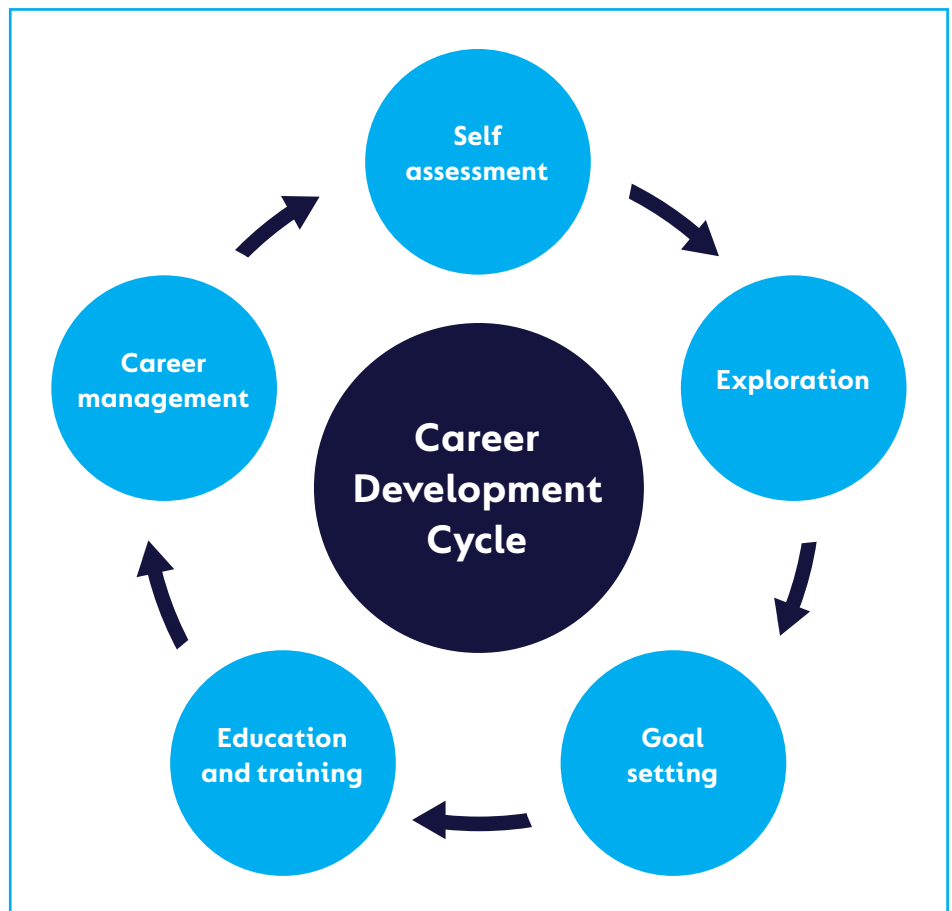 Self
assessment
Exploration
Goal
setting
Education
and training
Career
management
Career
Development
Cycle